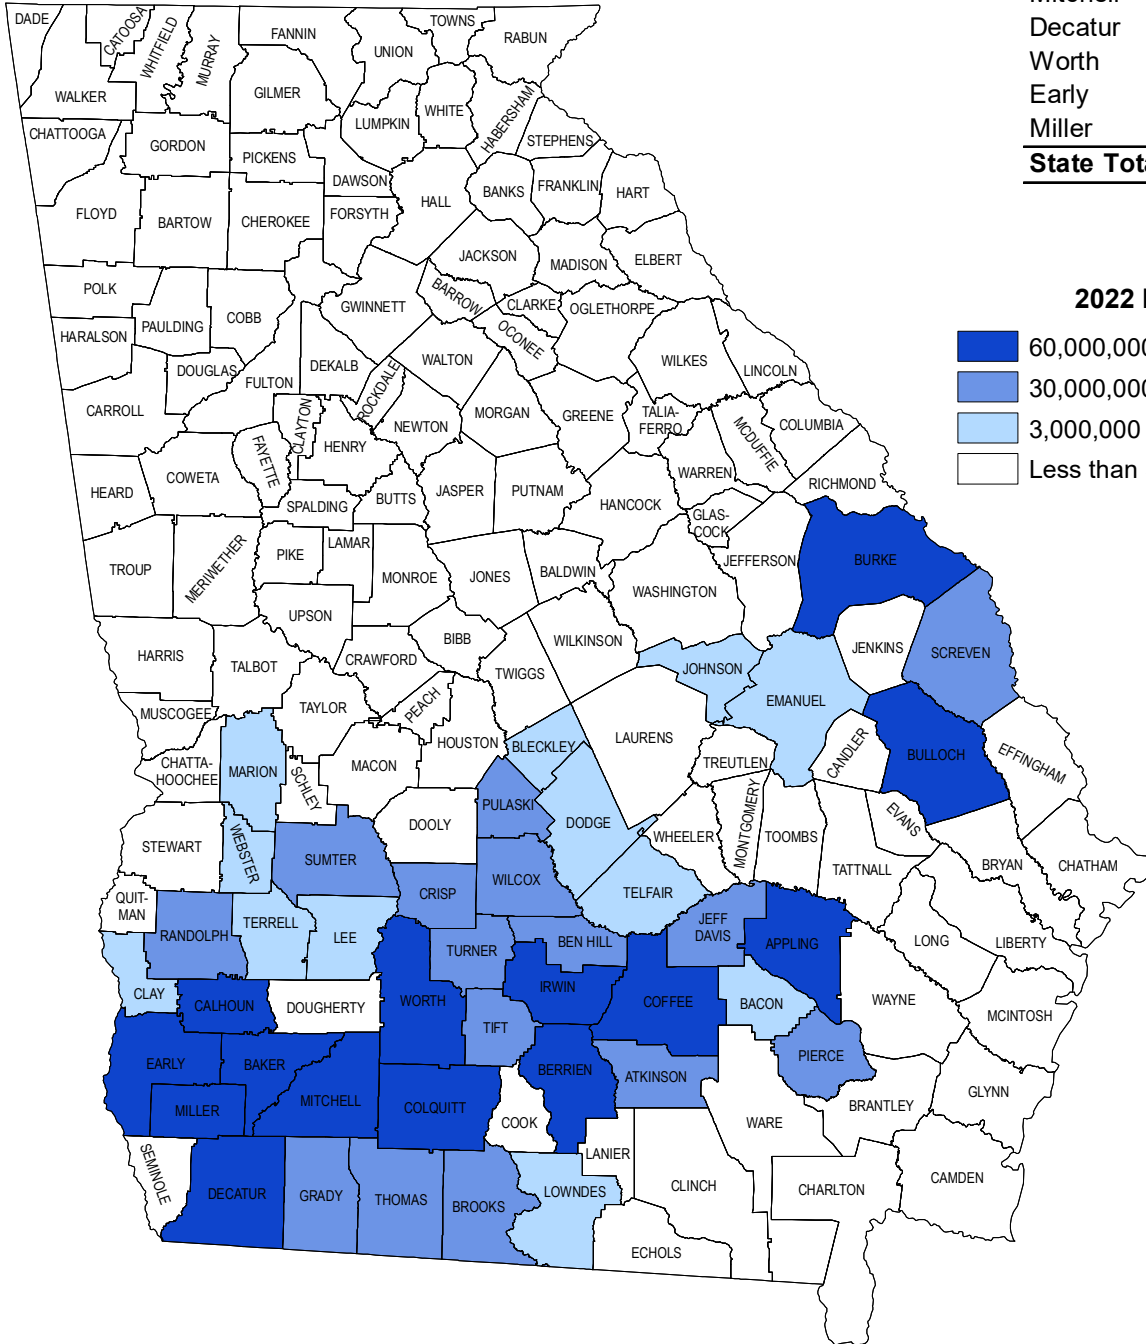 Decatur
Worth
Early
Miller
State Tota
2022
60,000,000
30,000,000
3,000,000
Less than
DADE
CATOOSA
WHITFIELD
MURRAY
FANNIN
UNION
TOWNS
RABUN
WALKER
GILMER
LUMPKIN
WHITE
HABERSHAM
STEPHENS
CHATTOOGA
GORDON
PICKENS
DAWSON
HALL
BANKS
FRANKLIN
HART
FLOYD
BARTOW
CHEROKEE
FORSYTH
JACKSON
MADISON
ELBERT
POLK
PAULDING
COBB
GWINNETT
BARROW
CLARKE
OCONEE
OGLETHORPE
HARALSON
DOUGLAS
FULTON
DEKALB
ROCKDALE
WALTON
WILKES
LINCOLN
CARROLL
CLAYTON
HENRY
NEWTON
MORGAN
GREENE
TALIA-
FERRO
MCDUFFIE
COLUMBIA
HEARD
COWETA
FAYETTE
SPALDING
BUTTS
JASPER
PUTNAM
HANCOCK
WARREN
GLAS-
COCK
RICHMOND
TROUP
MERIWETHER
PIKE
LAMAR
MONROE
JONES
BALDWIN
WASHINGTON
JEFFERSON
BURKE
UPSON
HARRIS
TALBOT
CRAWFORD
BIBB
TWIGGS
WILKINSON
JOHNSON
EMANUEL
JENKINS
SCREVEN
MUSCOGEE
TAYLOR
PEACH
HOUSTON
BLECKLEY
LAURENS
TREUTLEN
CANDLER
BULLOCH
EFFINGHAM
CHATTA-
HOOCHEE
MARION
SCHLEY
MACON
PULASKI
DODGE
WHEELER
MONTGOMERY
TOOMBS
EVANS
TATTNALL
BRYAN
CHATHAM
STEWART
WEBSTER
SUMTER
DOOLY
CRISP
WILCOX
TELFAIR
QUIT-
MAN
RANDOLPH
TERRELL
LEE
TURNER
BEN HILL
JEFF
DAVIS
APPLING
LONG
LIBERTY
CLAY
CALHOUN
DOUGHERTY
WORTH
IRWIN
COFFEE
BACON
WAYNE
MCINTOSH
EARLY
BAKER
TIFT
BERRIEN
ATKINSON
PIERCE
GLYNN
MILLER
MITCHELL
COLQUITT
COOK
BRANTLEY
WARE
SEMINOLE
DECATUR
GRADY
THOMAS
BROOKS
LANIER
LOWNDES
CLINCH
CHARLTON
CAMDEN
ECHOLS